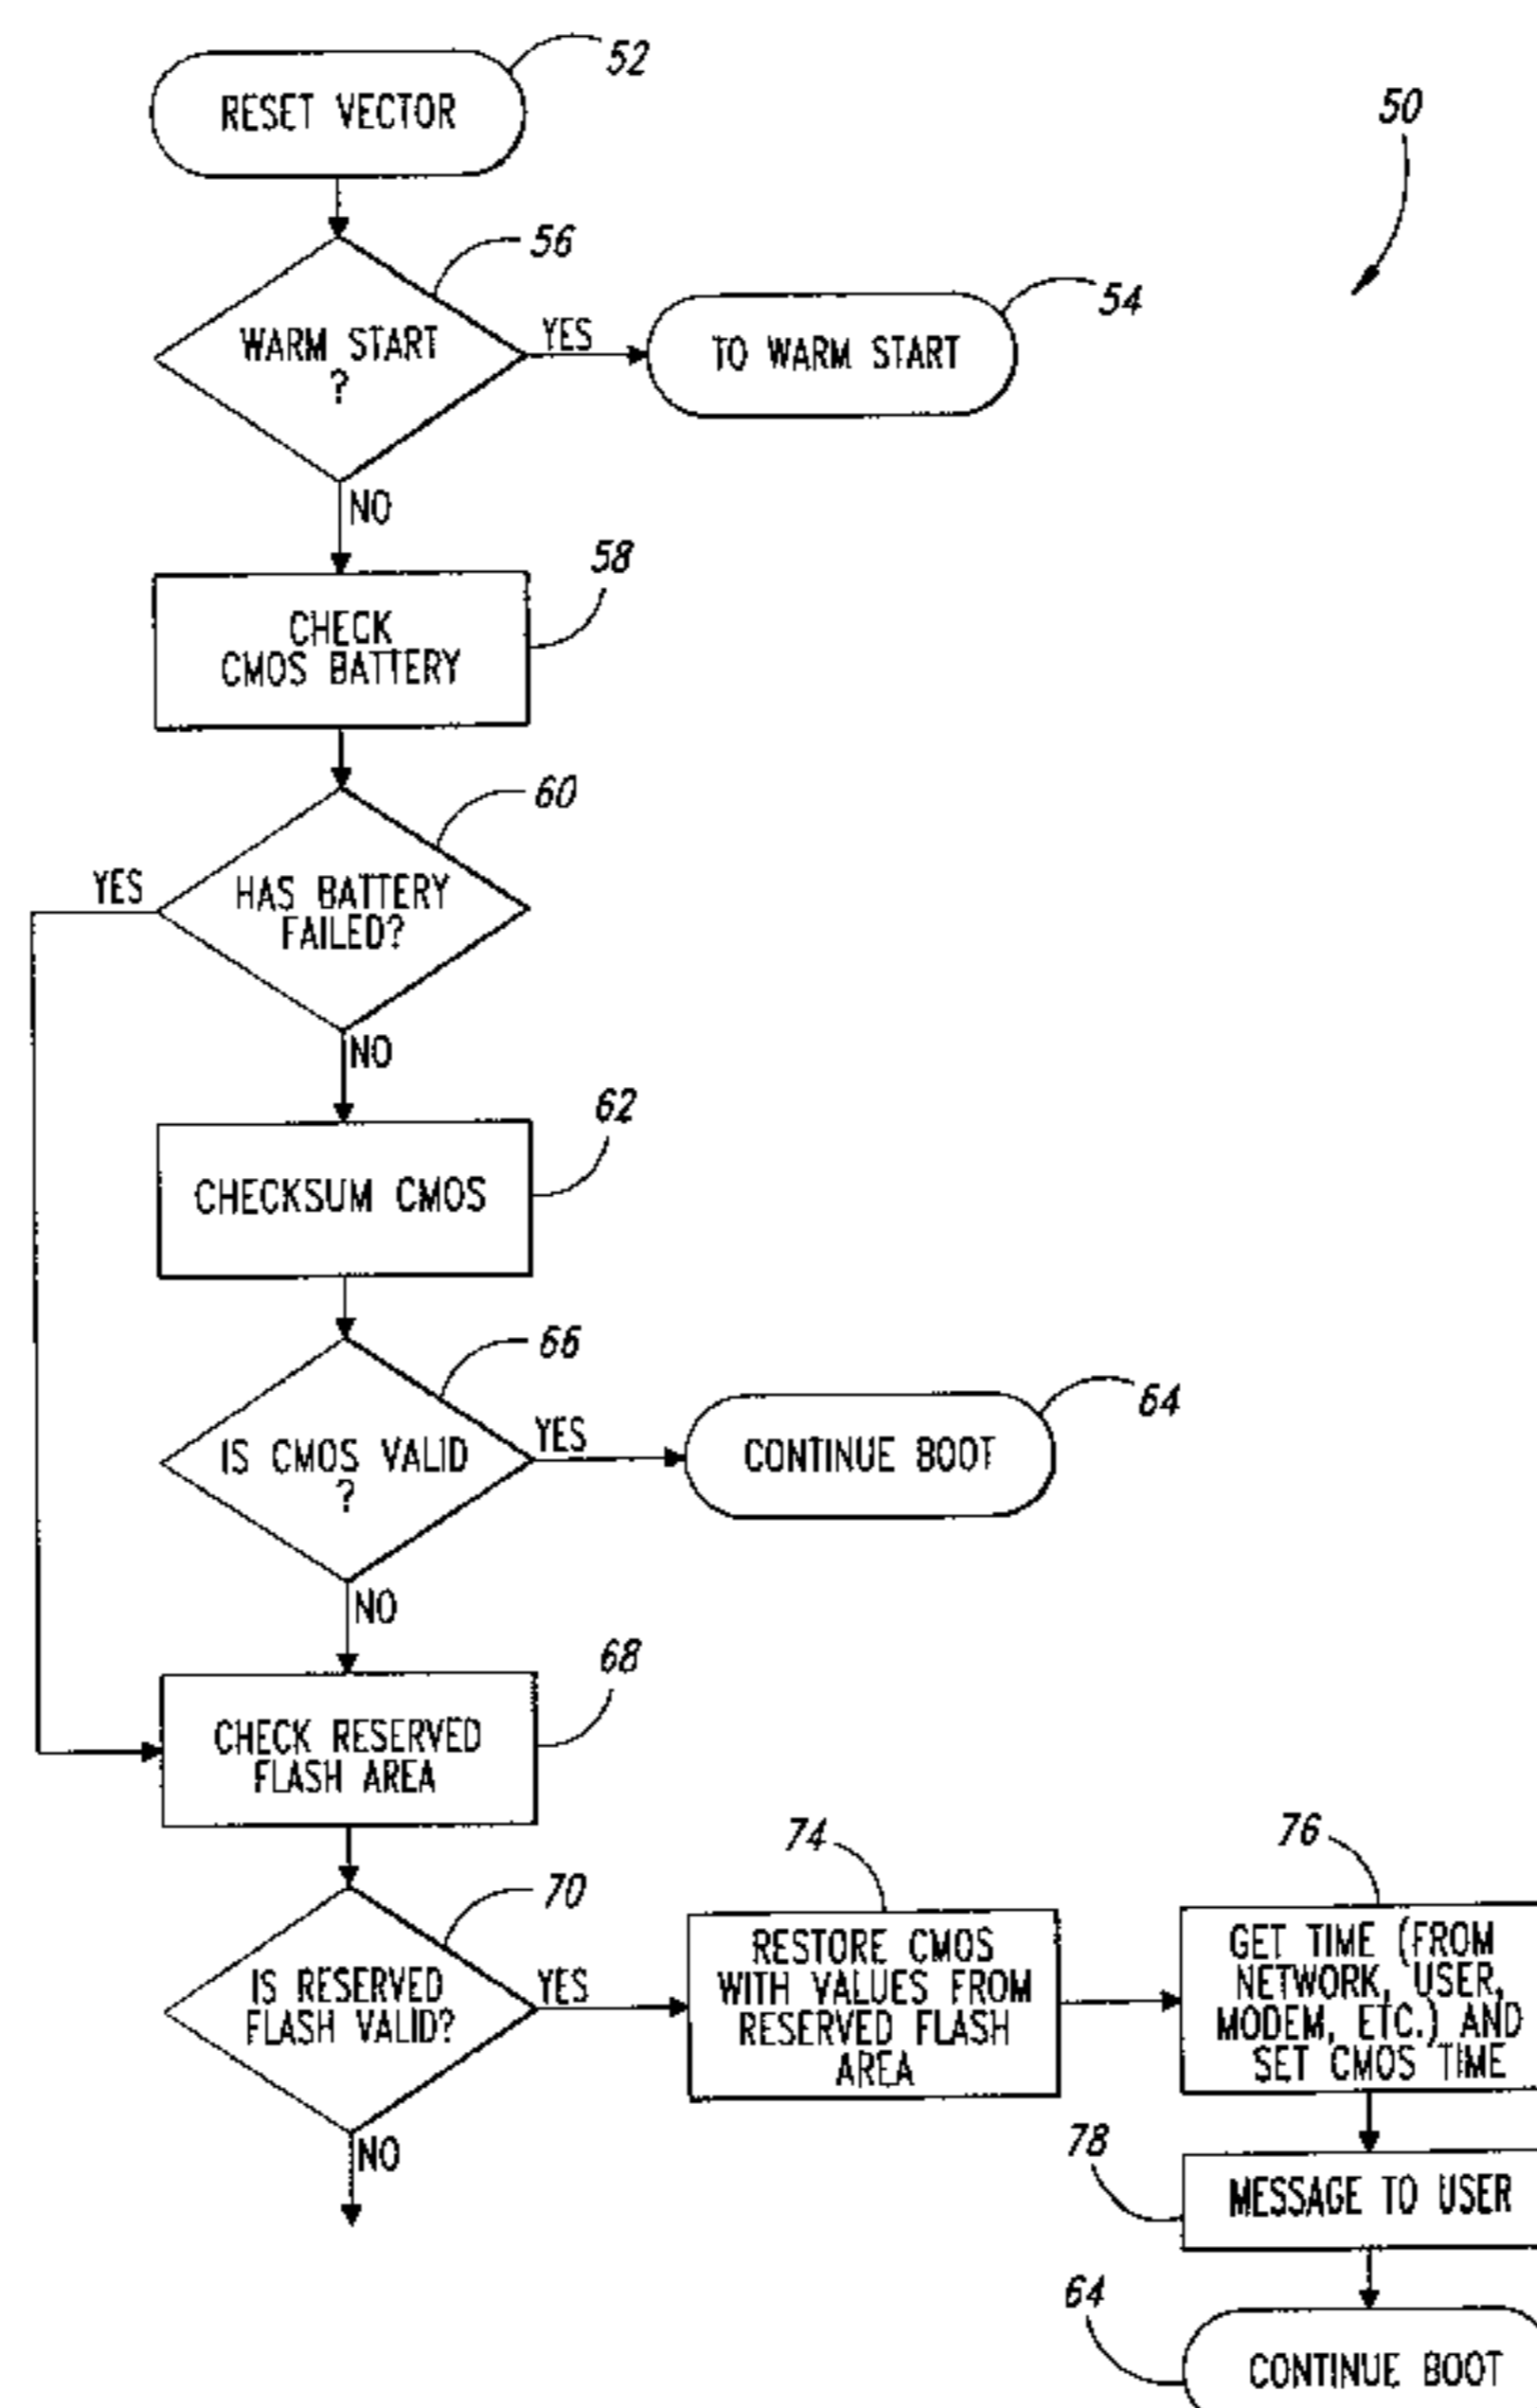 52
RESET VECTOR
50
56
WARM START
?
YES
54
TO WARM START
NO
58
CHECK
CMOS BATTERY
60
YES
HAS BATTERY
FAILED?
NO
62
CHECKSUM CMOS
66
IS CMOS VALID
?
YES
64
CONTINUE BOOT
NO
68
CHECK RESERVED
FLASH AREA
70
IS RESERVED
FLASH VALID?
YES
74
RESTORE CMOS
WITH VALUES FROM
RESERVED FLASH
AREA
76
GET TIME (FROM
NETWORK, USER,
MODEM, ETC.) AND
SET CMOS TIME
NO
78
MESSAGE TO USER
64
CONTINUE BOOT